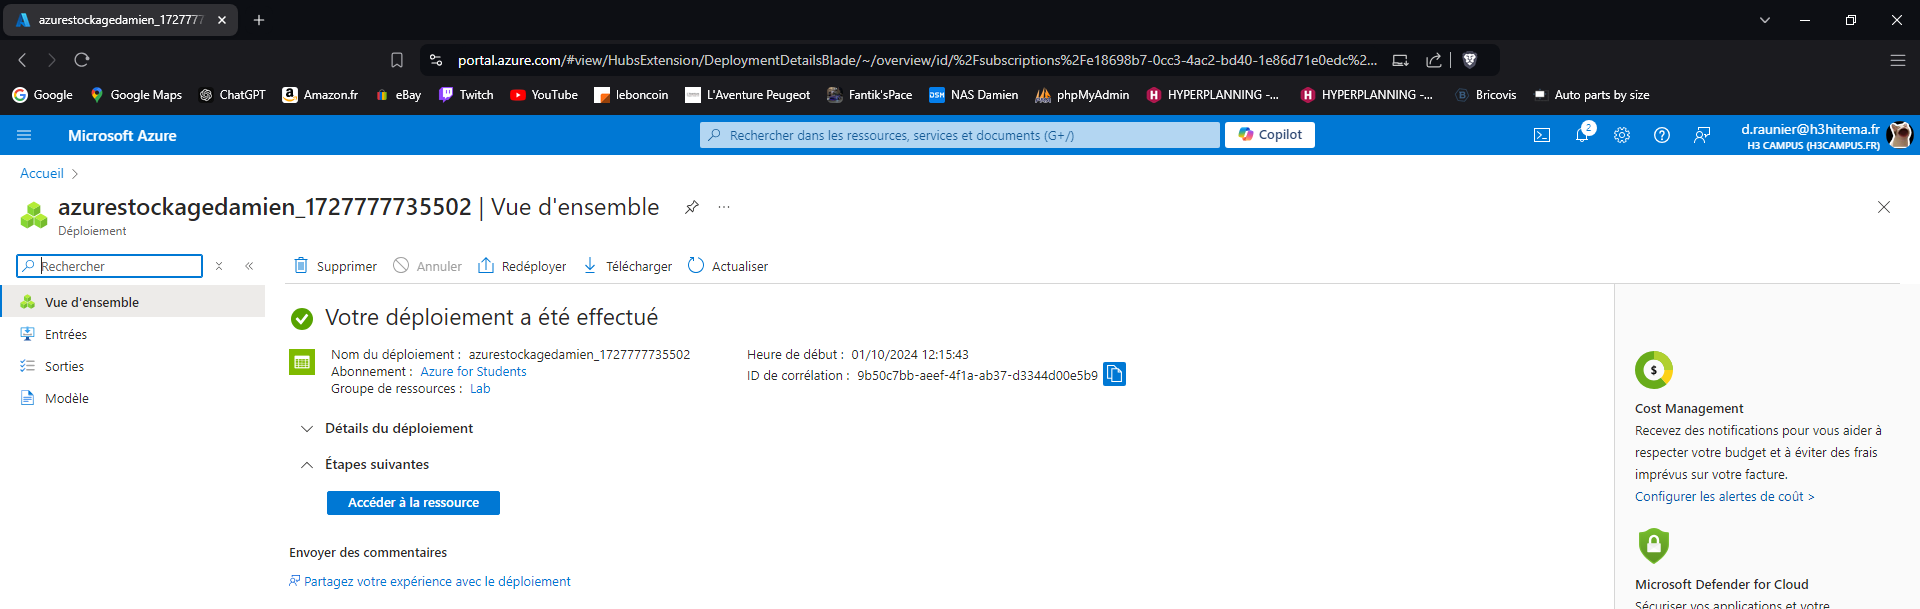 azurestockagedamien_17277777
portal.azure.com/#view/HubsExtension/DeploymentDetailsBlade/~/overview/id/%2Fsubscriptions%2Fe18698b7-0cc3-4ac2-bd40-1e86d71e0edc%2...
Google Google Maps ChatGPT Amazon.fr eBay Twitch YouTube leboncoin L'Aventure Peugeot Fantik'sPace NAS Damien phpMyAdmin HYPERPLANNING -... HYPERPLANNING -... Bricovis Auto parts by size
Microsoft Azure
Rechercher dans les ressources, services et documents (G+/)
Copilot
2
d.raunier@h3hitema.fr
H3 CAMPUS (H3CAMPUS.FR)
Accueil
azurestockagedamien_1727777735502 | Vue d'ensemble
Déploiement
Rechercher
Supprimer Annuler Redéployer Télécharger Actualiser
Vue d'ensemble
Entrées
Sorties
Modèle
Votre déploiement a été effectué
Nom du déploiement : azurestockagedamien_1727777735502
Abonnement : Azure for Students
Groupe de ressources : Lab
Heure de début : 01/10/2024 12:15:43
ID de corrélation : 9b50c7bb-aeef-4f1a-ab37-d3344d00e5b9
Détails du déploiement
Étapes suivantes
Accéder à la ressource
Envoyer des commentaires
Partagez votre expérience avec le déploiement
Cost Management
Recevez des notifications pour vous aider à
respecter votre budget et à éviter des frais
imprévus sur votre facture.
Configurer les alertes de coût >
Microsoft Defender for Cloud
Sécuriser vos applications et votre